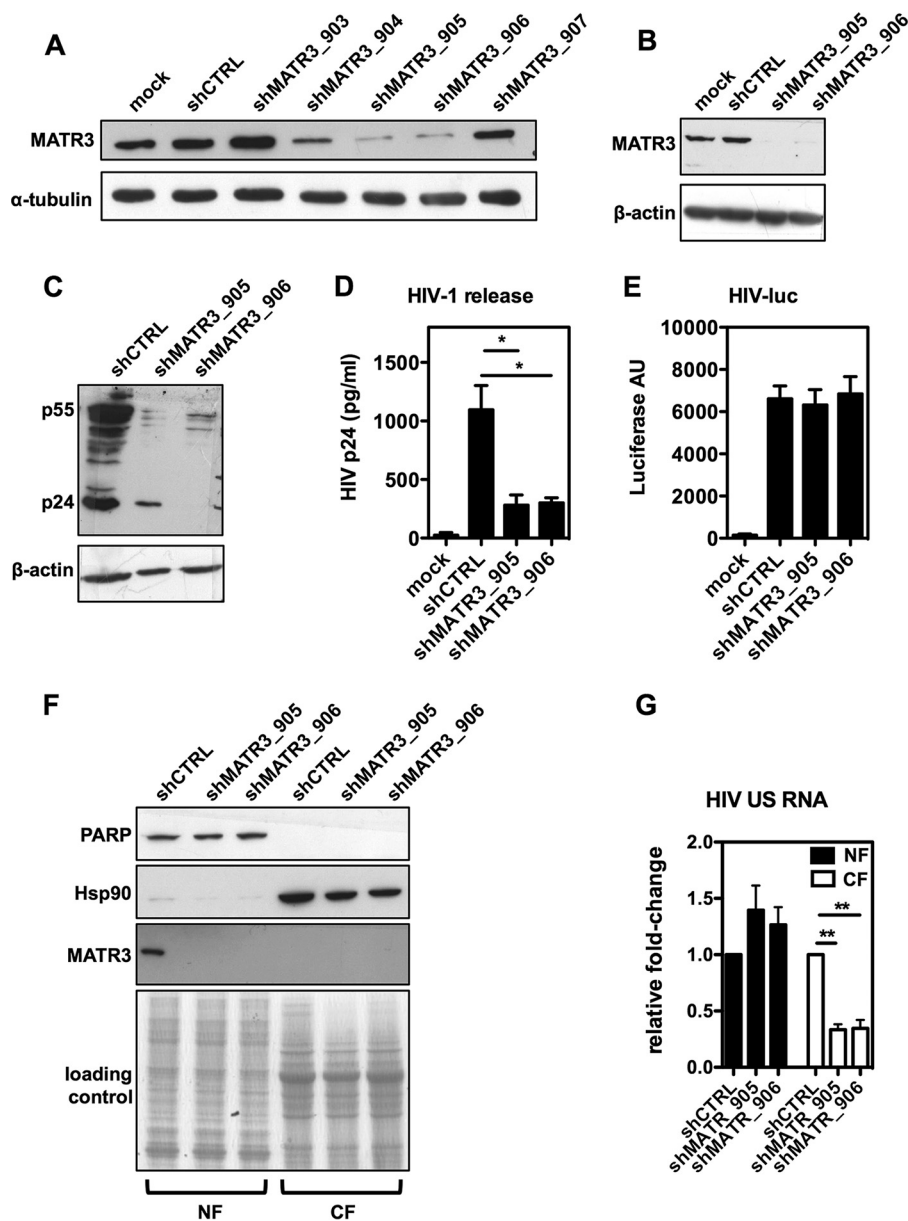 A
mock
shCTRL
shMATR3_903
shMATR3_904
shMATR3_905
shMATR3_906
shMATR3_907
MATR3
α-tubulin
B
mock
shCTRL
shMATR3_905
shMATR3_906
MATR3
β-actin
C
shCTRL
shMATR3_905
shMATR3_906
p55
p24
β-actin
D
HIV-1 release
HIV p24 (pg/ml)
1500
1000
500
0
*
*
mock
shCTRL
shMATR3_905
shMATR3_906
E
HIV-luc
Luciferase AU
10000
8000
6000
4000
2000
0
mock
shCTRL
shMATR3_905
shMATR3_906
F
shCTRL
shMATR3_905
shMATR3_906
shCTRL
shMATR3_905
shMATR3_906
PARP
Hsp90
MATR3
loading
control
NF
CF
G
HIV US RNA
relative fold-change
2.0
1.5
1.0
0.5
0.0
NF
CF
**
**
shCTRL
shMATR_905
shMATR_906
shCTRL
shMATR_905
shMATR_906